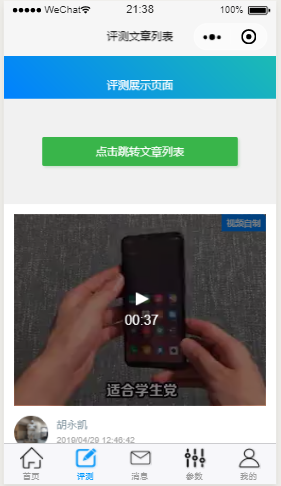 WeChat 21:38 100%
评测文章列表
评测展示页面
点击跳转文章列表
视频自制
00:37
适合学生党
胡永凯
2019/04/29 12:46:42
首页 评测 消息 参数 我的